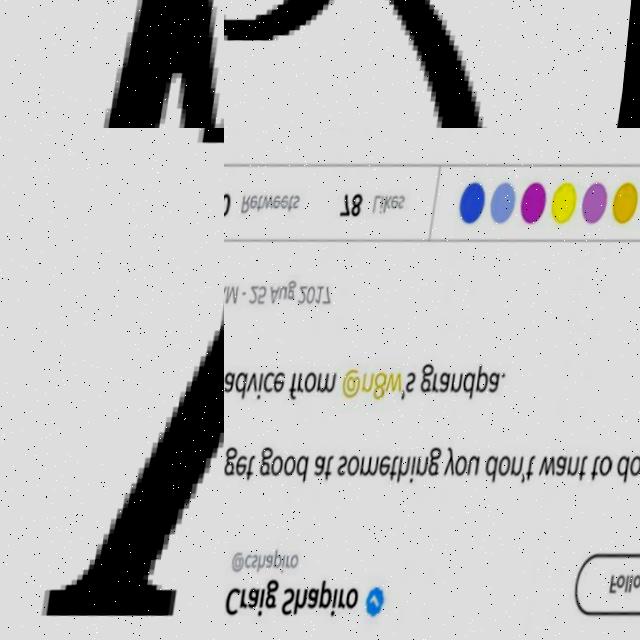 Craig Shapiro
@cshapiro
Follo
get good at something you don't want to do
advice from @n8w's grandpa.
M - 25 Aug 2017
0 Retweets 78 Likes